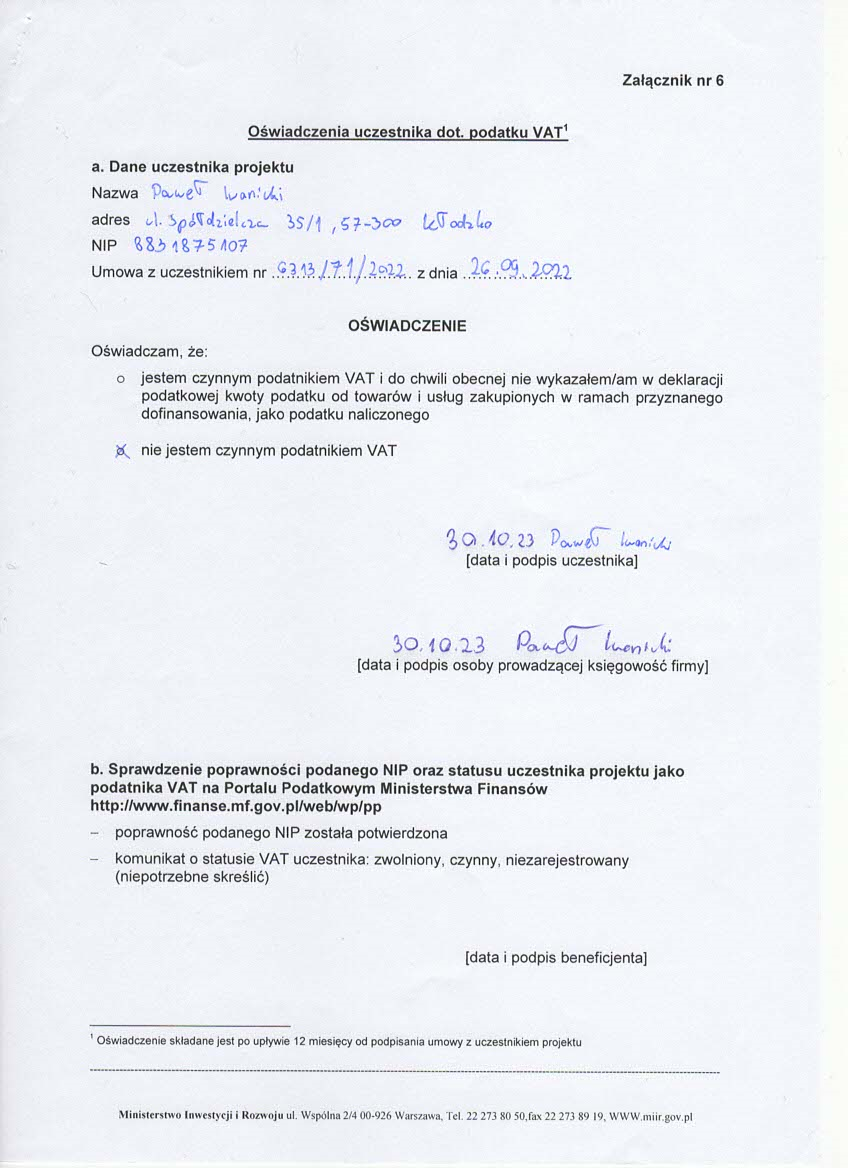 Załącznik nr 6
Oświadczenia uczestnika dot. podatku VAT¹
a. Dane uczestnika projektu
Nazwa Paweł Iwanicki
adres ul. Spółdzielcza 35/1, 57-300 Kłodzko
NIP 8831875107
Umowa z uczestnikiem nr 6313/71/2022 z dnia 26.09.2022
OŚWIADCZENIE
Oświadczam, że:
o jestem czynnym podatnikiem VAT i do chwili obecnej nie wykazałem/am w deklaracji
podatkowej kwoty podatku od towarów i usług zakupionych w ramach przyznanego
dofinansowania, jako podatku naliczonego
nie jestem czynnym podatnikiem VAT
30.10.23 Paweł Iwanicki
[data i podpis uczestnika]
30.10.23 Paweł Iwanicki
[data i podpis osoby prowadzącej księgowość firmy]
b. Sprawdzenie poprawności podanego NIP oraz statusu uczestnika projektu jako
podatnika VAT na Portalu Podatkowym Ministerstwa Finansów
http://www.finanse.mf.gov.pl/web/wp/pp
– poprawność podanego NIP została potwierdzona
– komunikat o statusie VAT uczestnika: zwolniony, czynny, niezarejestrowany
(niepotrzebne skreślić)
[data i podpis beneficjenta]
¹ Oświadczenie składane jest po upływie 12 miesięcy od podpisania umowy z uczestnikiem projektu
Ministerstwo Inwestycji i Rozwoju ul. Wspólna 2/4 00-926 Warszawa, Tel. 22 273 80 50,fax 22 273 89 19, WWW.miir.gov.pl